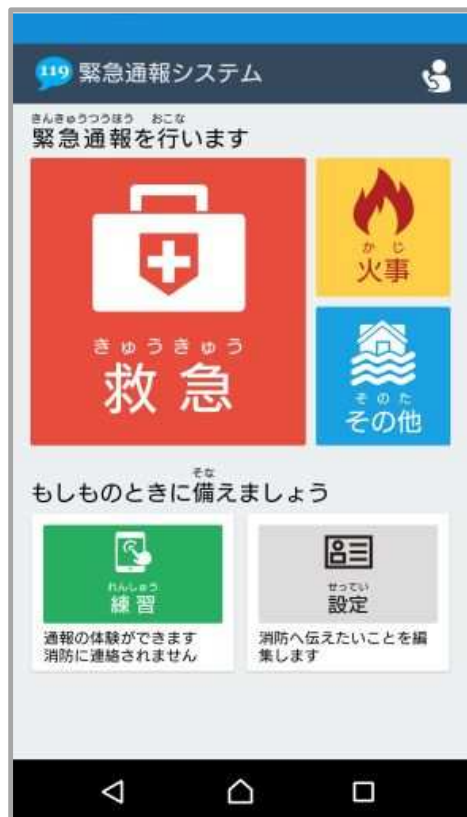 119 緊急通報システム
きんきゅうつうほう おこな
緊急通報を行います
きゅうきゅう
救急
かじ
火事
そのた
その他
そな
もしものときに備えましょう
れんしゅう
練習
通報の体験ができます
消防に連絡されません
せってい
設定
消防へ伝えたいことを編
集します